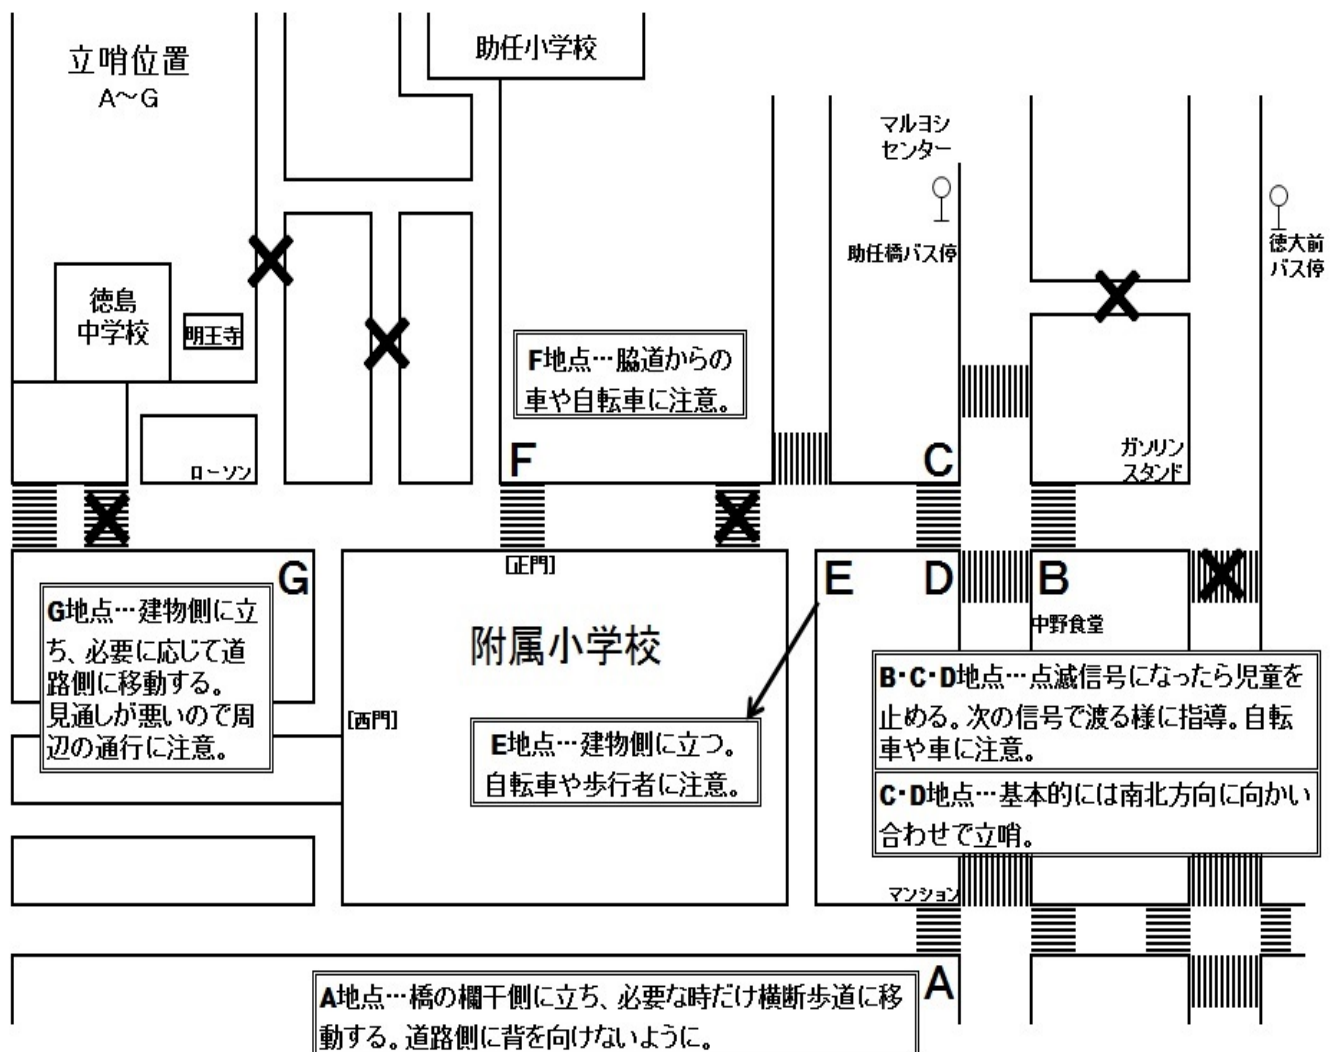 立哨位置
A～G
助任小学校
マルヨシ
センター
助任橋バス停
徳大前
バス停
徳島
中学校
明王寺
F地点…脇道からの
車や自転車に注意。
ローソン
F
C
ガソリン
スタンド
G
[正門]
E
D
B
中野食堂
G地点…建物側に立
ち、必要に応じて道
路側に移動する。
見通しが悪いので周
辺の通行に注意。
附属小学校
[西門]
E地点…建物側に立つ。
自転車や歩行者に注意。
B・C・D地点…点滅信号になったら児童を
止める。次の信号で渡る様に指導。自転
車や車に注意。
C・D地点…基本的には南北方向に向かい
合わせで立哨。
マンション
A
A地点…橋の欄干側に立ち、必要な時だけ横断歩道に移
動する。道路側に背を向けないように。